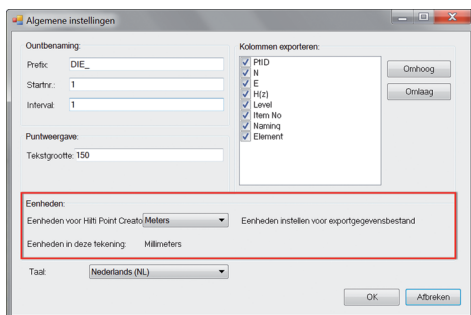 Algemene instellingen
Ountbenaming:
Prefix: DIE_
Startnr.: 1
Interval: 1
Puntweergave:
Tekstgrootte: 150
Kolommen exporteren:
PtID
N
E
H(z)
Level
Item No
Naming
Element
Omhoog
Omlaag
Eenheden:
Eenheden voor Hilti Point Creato Meters Eenheden instellen voor exportgegevensbestand
Eenheden in deze tekening: Millimeters
Taal: Nederlands (NL)
OK Afbreken